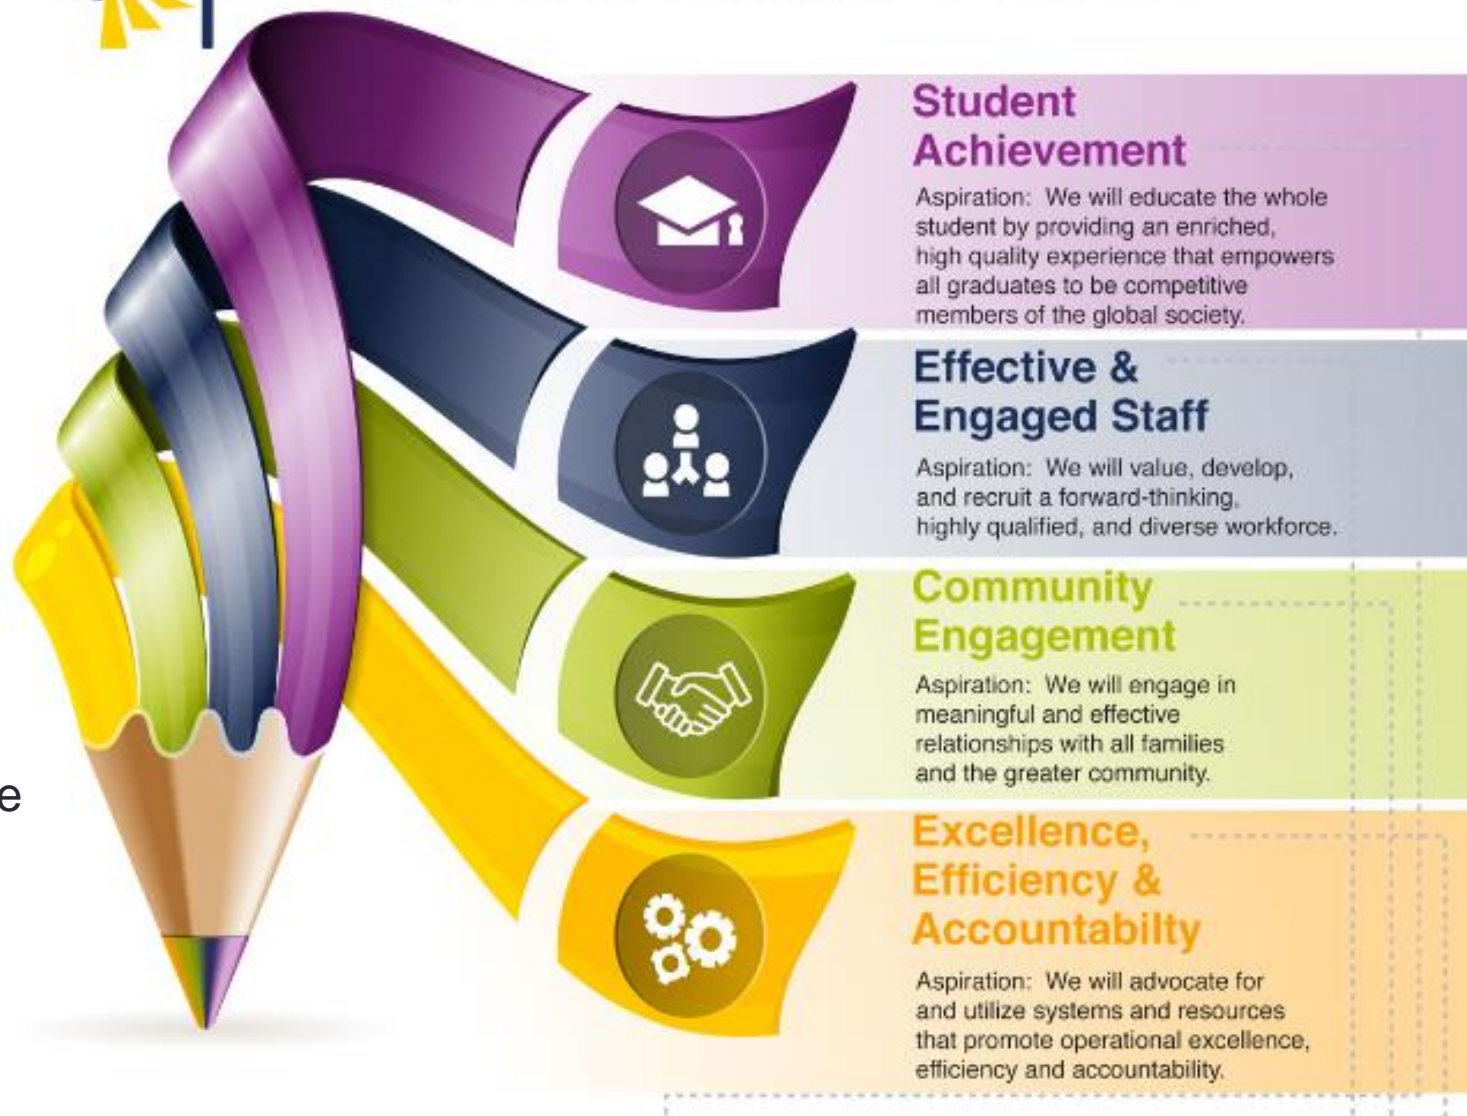 Student
Achievement
Aspiration: We will educate the whole
student by providing an enriched,
high quality experience that empowers
all graduates to be competitive
members of the global society.
Effective &
Engaged Staff
Aspiration: We will value, develop,
and recruit a forward-thinking,
highly qualified, and diverse workforce.
Community
Engagement
Aspiration: We will engage in
meaningful and effective
relationships with all families
and the greater community.
e
Excellence,
Efficiency &
Accountabilty
Aspiration: We will advocate for
and utilize systems and resources
that promote operational excellence,
efficiency and accountability.